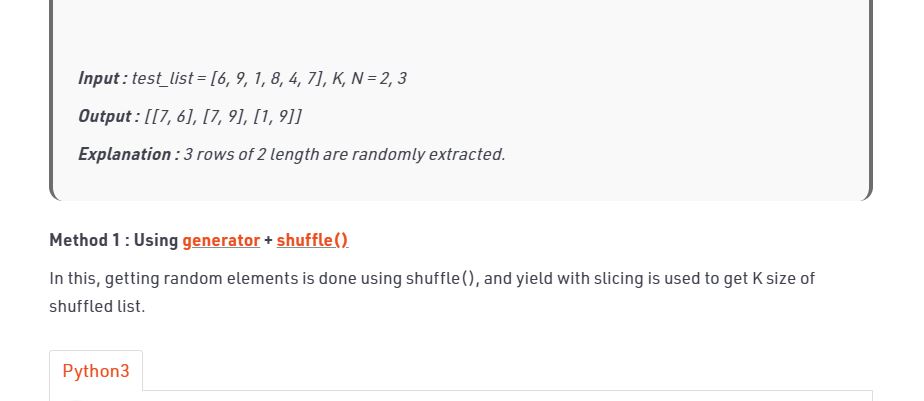 Input : test_list = [6, 9, 1, 8, 4, 7], K, N = 2, 3
Output : [[7, 6], [7, 9], [1, 9]]
Explanation : 3 rows of 2 length are randomly extracted.
Method 1 : Using generator + shuffle()
In this, getting random elements is done using shuffle(), and yield with slicing is used to get K size of
shuffled list.
Python3